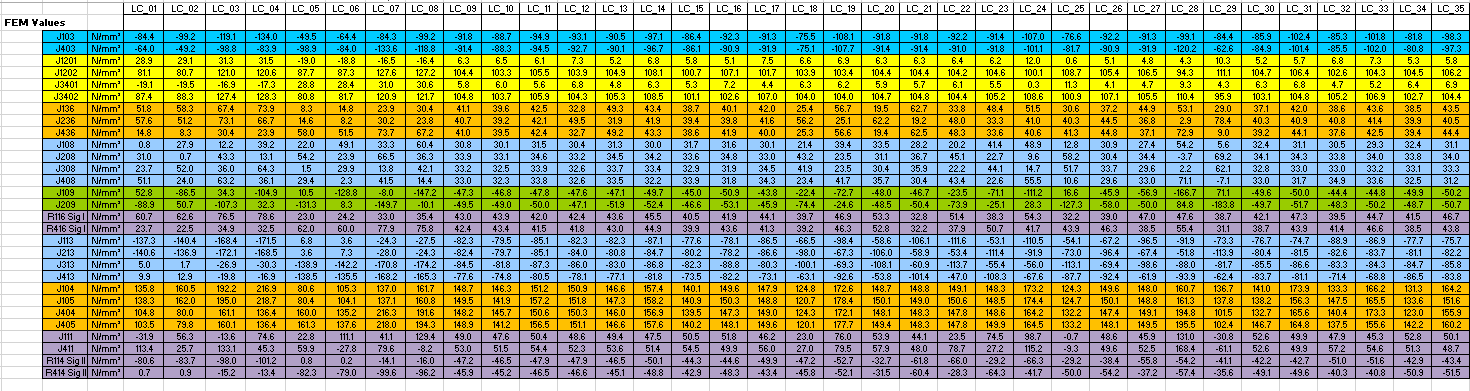 LC_01 LC_02 LC_03 LC_04 LC_05 LC_06 LC_07 LC_08 LC_09 LC_10 LC_11 LC_12 LC_13 LC_14 LC_15 LC_16 LC_17 LC_18 LC_19 LC_20 LC_21 LC_22 LC_23 LC_24 LC_25 LC_26 LC_27 LC_28 LC_29 LC_30 LC_31 LC_32 LC_33 LC_34 LC_35
FEM Values
J103 N/mm² -84.4 -99.2 -119.1 -134.0 -49.5 -64.4 -84.3 -99.2 -91.8 -88.7 -94.9 -93.1 -90.5 -97.1 -86.4 -92.3 -91.3 -75.5 -108.1 -91.8 -92.2 -91.4 -107.0 -76.6 -92.2 -91.3 -99.1 -84.4 -85.9 -102.4 -85.3 -101.8 -81.8 -98.3
J403 N/mm² -64.0 -49.2 -98.8 -83.9 -98.9 -84.0 -133.6 -118.8 -91.4 -88.3 -94.5 -92.7 -90.1 -96.7 -86.1 -90.9 -91.9 -75.1 -107.7 -91.4 -91.4 -91.0 -91.8 -101.1 -81.7 -90.9 -91.9 -120.2 -62.6 -84.9 -101.4 -85.5 -102.0 -80.8 -97.3
J1201 N/mm² 28.9 29.1 31.3 31.5 -19.0 -18.8 -16.5 -16.4 6.3 6.5 6.1 7.3 5.2 6.8 5.8 5.1 7.5 6.6 6.9 6.3 6.2 6.3 6.4 6.2 12.0 0.6 5.1 4.8 4.3 10.3 5.2 5.7 6.8 7.3 5.3 5.8
J1202 N/mm² 81.1 80.7 121.0 120.6 87.7 87.3 127.6 127.2 104.4 103.3 105.5 103.9 104.9 108.1 100.7 101.7 101.7 103.9 104.4 104.4 104.2 104.6 100.1 108.7 105.4 106.5 94.3 111.1 104.7 106.4 102.6 104.3 104.5 106.2
J3401 N/mm² -19.1 -19.5 -16.9 -17.3 28.8 28.4 31.0 30.6 5.8 6.0 5.6 6.8 4.8 6.3 5.3 7.2 4.4 6.3 6.2 5.9 5.7 6.1 5.5 0.3 11.3 4.1 4.7 9.3 4.3 6.3 6.8 4.7 5.2 6.4 6.9
J3402 N/mm² 87.4 88.3 127.4 128.3 80.8 81.7 120.9 121.7 104.8 103.7 105.9 104.3 105.3 108.5 101.1 102.6 107.0 104.0 104.7 104.8 104.8 104.4 105.2 108.6 100.9 107.1 105.5 110.4 95.9 103.1 104.8 105.2 106.9 102.7 104.4
J136 N/mm² 51.8 58.3 67.4 73.9 8.3 14.8 23.9 30.4 41.1 39.6 42.5 32.8 49.3 43.4 38.7 40.1 42.0 25.4 56.7 19.5 62.7 33.8 48.4 51.5 30.6 37.2 44.9 53.1 29.0 37.1 42.0 38.6 43.6 38.5 43.5
J236 N/mm² 57.6 51.2 73.1 66.7 14.6 8.2 30.2 23.8 40.7 39.2 42.1 49.5 31.9 41.9 39.4 39.8 41.6 56.2 25.1 62.2 19.2 48.0 33.3 41.0 40.3 44.5 36.8 2.9 78.4 40.3 40.9 40.8 41.4 39.9 40.5
J436 N/mm² 14.8 8.3 30.4 23.9 58.0 51.5 73.7 67.2 41.0 39.5 42.4 32.7 49.2 43.3 38.6 41.9 40.0 25.3 56.6 19.4 62.5 48.3 33.6 40.6 41.3 44.8 37.1 72.9 9.0 39.2 44.1 37.6 42.5 39.4 44.4
J108 N/mm² 0.8 27.9 12.2 39.2 22.0 49.1 33.3 60.4 30.8 30.1 31.5 30.4 31.3 30.0 31.7 31.6 30.1 21.4 39.4 33.5 28.2 20.2 41.4 48.9 12.8 30.9 27.4 54.2 5.6 32.4 31.1 30.5 29.3 32.4 31.1
J208 N/mm² 31.0 0.7 43.3 13.1 54.2 23.9 66.5 36.3 33.9 33.1 34.6 33.2 34.5 34.2 33.6 34.8 33.0 43.2 23.5 31.1 36.7 45.1 22.7 9.6 58.2 30.4 34.4 -3.7 69.2 34.1 34.3 33.8 34.0 33.8 34.0
J308 N/mm² 23.7 52.0 36.0 64.3 1.5 29.9 13.8 42.1 33.2 32.5 33.9 32.6 33.7 33.4 32.9 31.9 34.5 41.9 23.5 30.4 35.9 22.2 44.1 14.7 51.7 33.7 29.6 2.2 62.1 32.8 33.0 33.0 33.2 33.1 33.3
J408 N/mm² 51.1 24.0 63.2 36.1 29.4 2.3 41.5 14.4 33.0 32.3 33.8 32.6 33.5 32.2 33.9 31.8 34.3 23.4 41.7 35.7 30.4 43.4 22.6 55.5 10.6 29.6 33.0 71.1 -7.1 33.0 31.7 34.9 33.6 32.5 31.2
J109 N/mm² 52.8 -86.5 34.3 -104.9 10.5 -128.8 -8.0 -147.2 -47.3 -46.8 -47.8 -47.6 -47.1 -49.7 -45.0 -50.9 -43.8 -22.4 -72.7 -48.0 -46.7 -23.5 -71.1 -111.2 16.6 -45.9 -56.9 -166.7 71.1 -49.6 -50.0 -44.4 -44.8 -49.9 -50.2
J209 N/mm² -88.9 50.7 -107.3 32.3 -131.3 8.3 -149.7 -10.1 -49.5 -49.0 -50.0 -47.1 -51.9 -52.4 -46.6 -53.1 -45.9 -74.4 -24.6 -48.5 -50.4 -73.9 -25.1 28.3 -127.3 -58.0 -50.0 84.8 -183.8 -49.7 -51.7 -48.3 -50.2 -48.7 -50.7
R116 Sig I N/mm² 60.7 62.6 76.5 78.6 23.0 24.2 33.0 35.4 43.0 43.9 42.0 42.4 43.6 45.5 40.5 41.9 44.1 39.7 46.9 53.3 32.8 51.4 38.3 54.3 32.2 39.0 47.0 47.6 38.7 42.1 47.3 39.5 44.7 41.5 46.7
R416 Sig I N/mm² 23.7 22.5 34.9 32.5 62.0 60.0 77.9 75.8 42.4 43.4 41.5 41.8 43.0 44.9 39.9 43.6 41.3 39.2 46.3 52.8 32.2 37.9 50.7 41.7 43.9 46.3 38.5 55.4 31.1 38.7 43.9 41.4 46.6 38.5 43.8
J113 N/mm² -137.3 -140.4 -168.4 -171.5 6.8 3.6 -24.3 -27.5 -82.3 -79.5 -85.1 -82.3 -82.3 -87.1 -77.6 -78.1 -86.5 -66.5 -98.4 -58.6 -106.1 -111.6 -53.1 -110.5 -54.1 -67.2 -96.5 -91.9 -73.3 -76.7 -74.7 -88.9 -86.9 -77.7 -75.7
J213 N/mm² -140.6 -136.9 -172.1 -168.5 3.6 7.3 -28.0 -24.3 -82.4 -79.7 -85.1 -84.0 -80.8 -84.7 -80.2 -78.2 -86.6 -98.0 -67.3 -106.0 -58.9 -53.4 -111.4 -91.9 -73.0 -96.4 -67.4 -51.8 -113.9 -80.4 -81.5 -82.6 -83.7 -81.1 -82.2
J313 N/mm² 5.0 1.7 -26.9 -30.3 -138.9 -142.2 -170.8 -174.2 -84.5 -81.8 -87.3 -86.0 -83.0 -86.8 -82.3 -88.8 -80.3 -100.1 -69.3 -108.1 -60.9 -113.7 -55.4 -56.0 -113.1 -69.4 -98.6 -88.0 -81.7 -85.5 -86.6 -83.3 -84.4 -84.7 -85.8
J413 N/mm² 9.9 12.9 -19.8 -16.9 -138.5 -135.5 -168.2 -165.3 -77.6 -74.8 -80.5 -78.1 -77.1 -81.8 -73.5 -82.2 -73.1 -63.1 -92.6 -53.8 -101.4 -47.0 -108.3 -67.6 -87.7 -92.4 -61.9 -93.9 -62.4 -83.7 -81.1 -71.4 -68.8 -86.5 -83.8
J104 N/mm² 135.8 160.5 192.2 216.9 80.6 105.3 137.0 161.7 148.7 146.3 151.2 150.9 146.6 157.4 140.1 149.6 147.9 124.8 172.6 148.7 148.8 149.1 148.3 173.2 124.3 149.6 148.0 160.7 136.7 141.0 173.9 133.3 166.2 131.3 164.2
J105 N/mm² 138.3 162.0 195.0 218.7 80.4 104.1 137.1 160.8 149.5 141.9 157.2 151.8 147.3 158.2 140.9 150.3 148.8 120.7 178.4 150.1 149.0 150.6 148.5 174.4 124.7 150.1 148.8 161.3 137.8 138.2 156.3 147.5 165.5 133.6 151.6
J404 N/mm² 104.8 80.0 161.1 136.4 160.0 135.2 216.3 191.6 148.2 145.7 150.6 150.3 146.0 156.9 139.5 147.3 149.0 124.3 172.1 148.1 148.3 147.7 148.6 132.2 164.2 147.1 149.1 194.8 101.5 132.7 165.6 140.4 173.3 123.0 155.9
J405 N/mm² 103.5 79.8 160.1 136.4 161.3 137.6 218.0 194.3 148.9 141.2 156.5 151.1 146.6 157.6 140.2 148.1 149.6 120.1 177.7 149.4 148.3 147.8 149.9 164.5 133.2 148.1 149.5 195.5 102.4 146.7 164.8 137.5 155.6 142.2 160.2
J111 N/mm² -31.9 56.3 -13.6 74.6 22.8 111.1 41.1 129.4 49.0 47.6 50.4 48.6 49.4 47.5 50.5 51.8 46.2 23.0 76.0 53.9 44.1 23.5 74.5 98.7 -0.7 48.6 45.9 131.0 -30.8 52.6 49.9 47.9 45.3 52.8 50.1
J411 N/mm² 113.4 25.7 133.1 45.3 59.9 -27.8 79.6 -8.2 53.0 51.5 54.4 52.3 53.6 51.4 54.5 49.9 56.0 27.0 79.5 57.9 48.0 78.7 27.2 115.2 -9.3 49.6 52.5 168.4 -61.1 52.6 49.9 57.2 54.6 51.3 48.7
R114 Sig II N/mm² -80.6 -83.7 -98.0 -101.2 0.8 0.2 -14.1 -16.0 -47.2 -46.5 -47.9 -47.9 -46.5 -50.1 -44.3 -44.6 -49.9 -47.2 -52.7 -32.7 -61.8 -66.0 -29.2 -66.3 -29.2 -38.4 -55.8 -54.2 -41.1 -44.2 -42.7 -51.0 -51.6 -42.9 -43.4
R414 Sig II N/mm² 0.7 0.9 -15.2 -13.4 -82.3 -79.0 -99.6 -96.2 -45.9 -45.2 -46.5 -46.6 -45.1 -48.8 -42.9 -48.3 -43.4 -45.8 -52.1 -31.5 -60.4 -28.3 -64.3 -41.7 -50.0 -54.2 -37.2 -57.4 -35.6 -49.1 -49.6 -40.3 -40.8 -50.9 -51.5